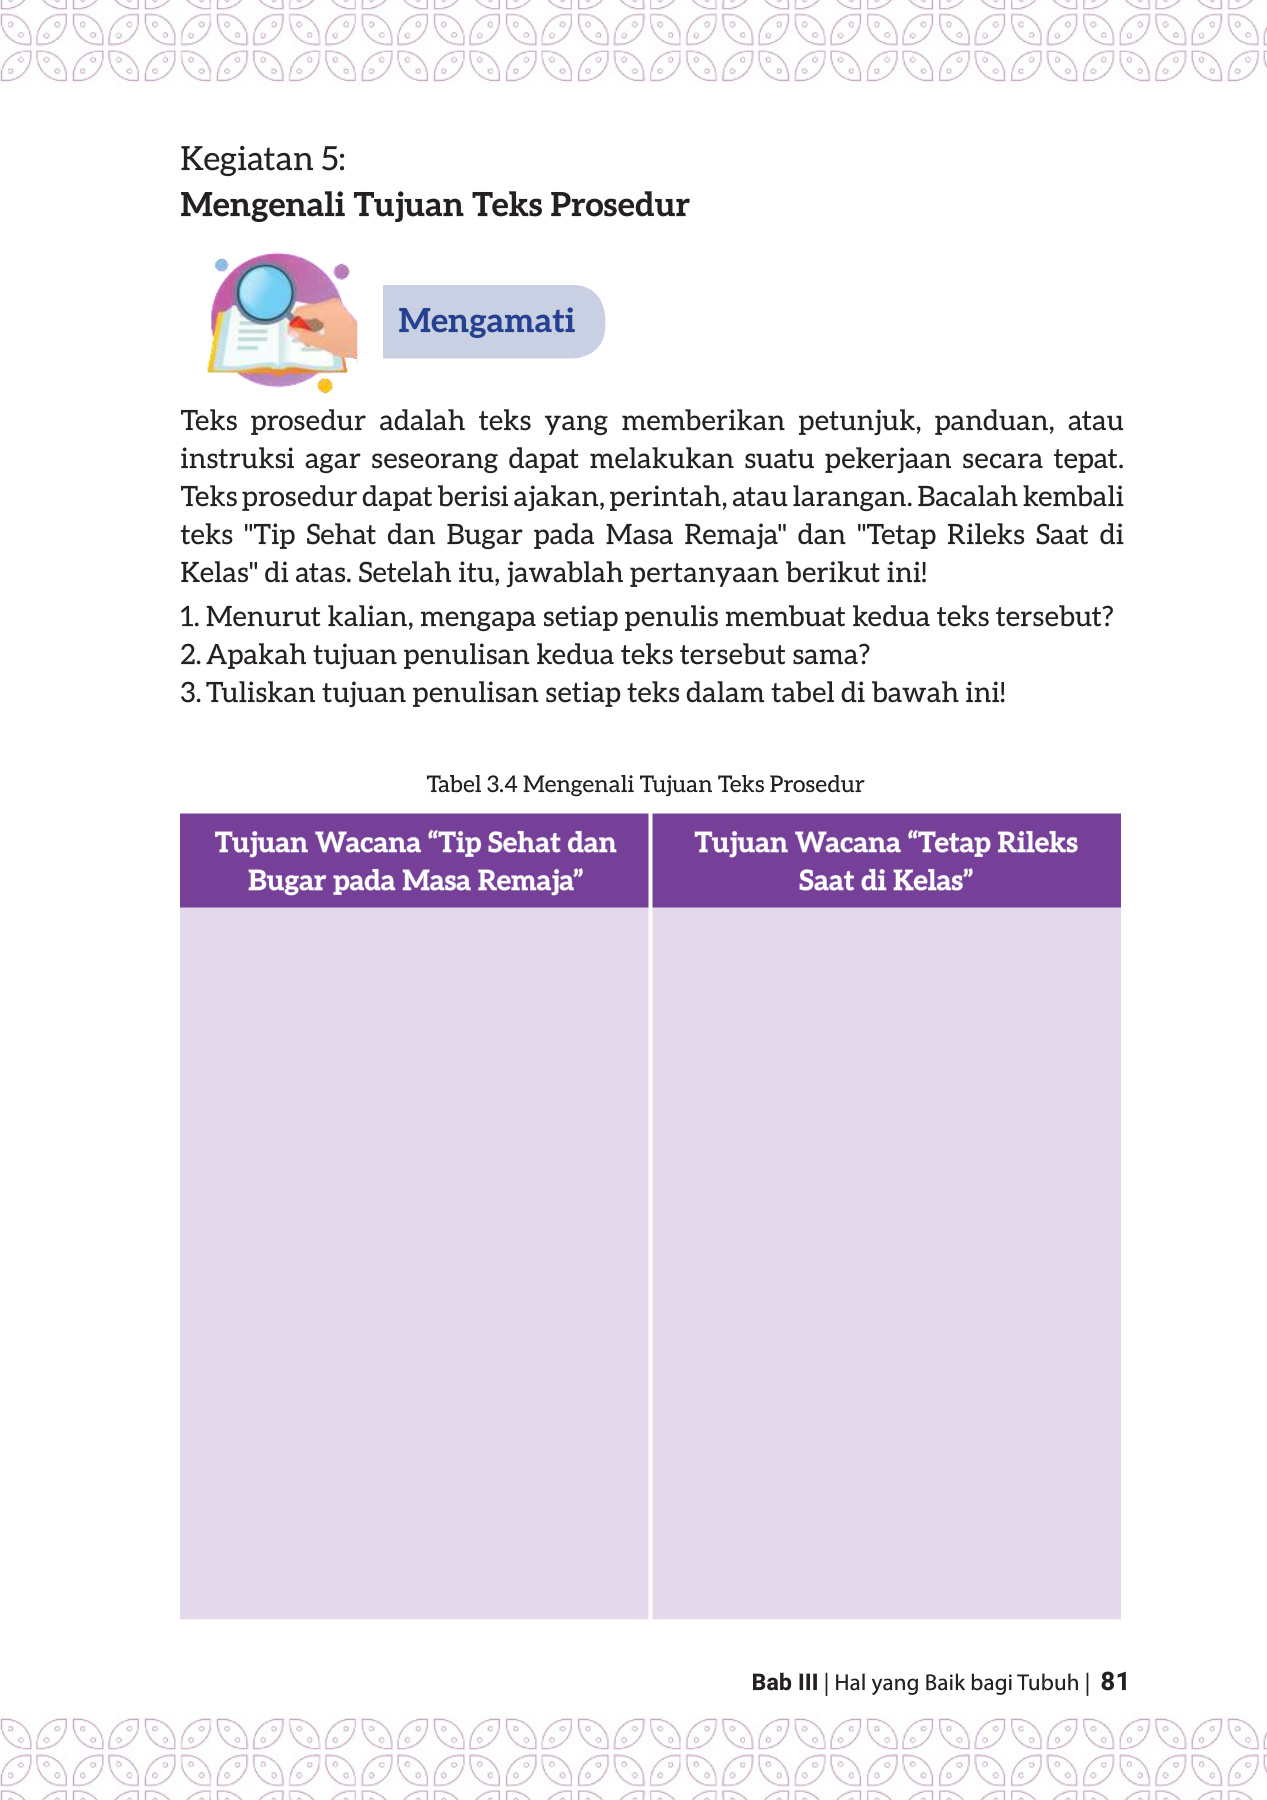 Kegiatan 5:
Mengenali Tujuan Teks Prosedur
Mengamati
Teks prosedur adalah teks yang memberikan petunjuk, panduan, atau
instruksi agar seseorang dapat melakukan suatu pekerjaan secara tepat.
Teks prosedur dapat berisi ajakan, perintah, atau larangan. Bacalah kembali
teks "Tip Sehat dan Bugar pada Masa Remaja" dan "Tetap Rileks Saat di
Kelas" di atas. Setelah itu, jawablah pertanyaan berikut ini!
1. Menurut kalian, mengapa setiap penulis membuat kedua teks tersebut?
2. Apakah tujuan penulisan kedua teks tersebut sama?
3. Tuliskan tujuan penulisan setiap teks dalam tabel di bawah ini!
Tabel 3.4 Mengenali Tujuan Teks Prosedur
Tujuan Wacana “Tip Sehat dan
Bugar pada Masa Remaja”
Tujuan Wacana “Tetap Rileks
Saat di Kelas”
Bab III | Hal yang Baik bagi Tubuh | 81